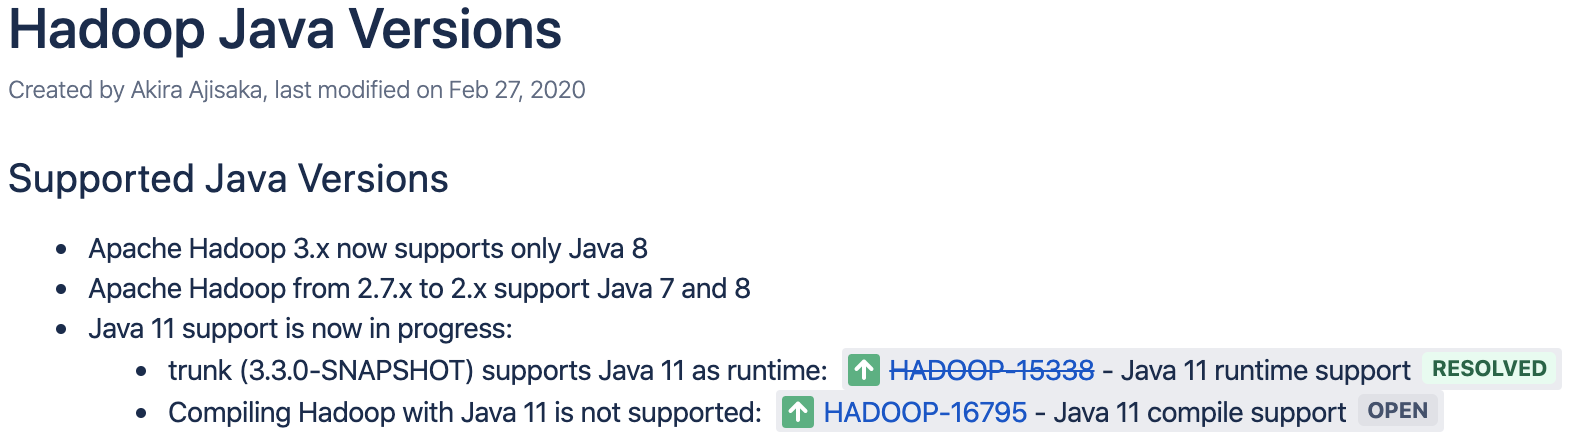 Hadoop Java Versions
Created by Akira Ajisaka, last modified on Feb 27, 2020
Supported Java Versions
• Apache Hadoop 3.x now supports only Java 8
• Apache Hadoop from 2.7.x to 2.x support Java 7 and 8
• Java 11 support is now in progress:
• trunk (3.3.0-SNAPSHOT) supports Java 11 as runtime: HADOOP-15338 - Java 11 runtime support RESOLVED
• Compiling Hadoop with Java 11 is not supported: HADOOP-16795 - Java 11 compile support OPEN